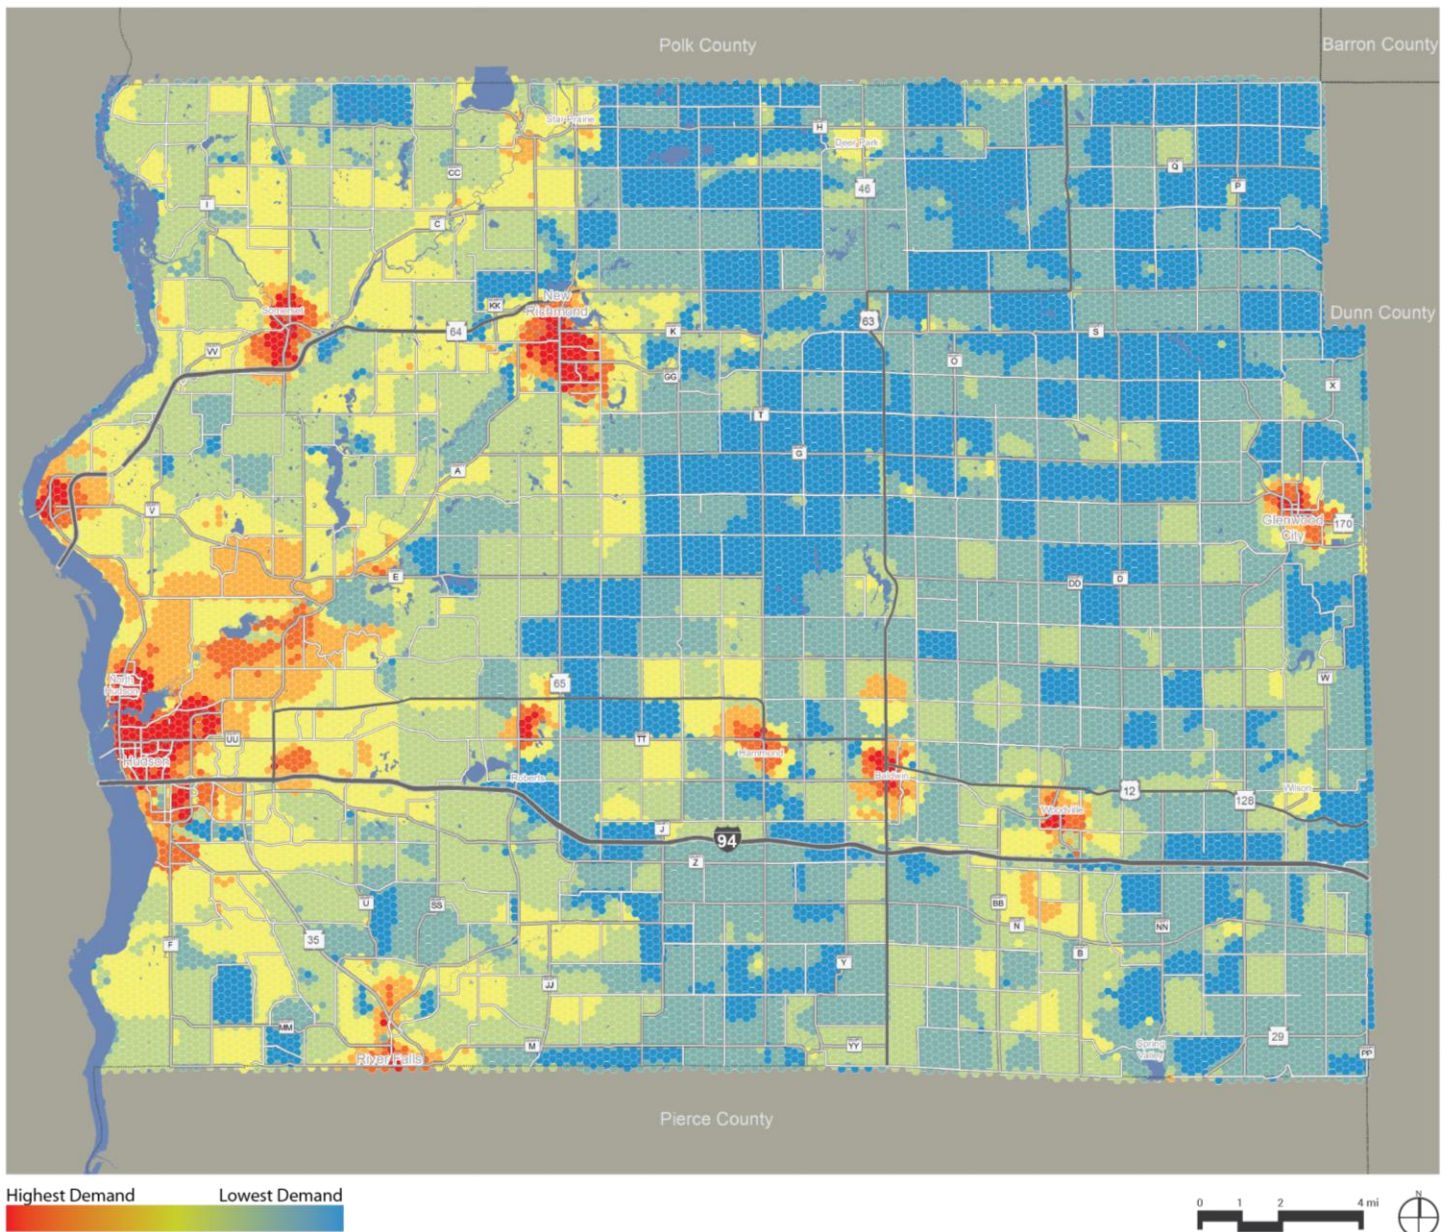 Polk County
Barron County
Star Prairie
H
Deer Park
Q
CC
P
46
I
C
New
Richmond
KK
Somerset
Dunn County
63
64
K
S
VV
O
GG
X
T
G
A
V
Glenwood
City
170
E
DD
D
North
Hudson
W
65
UU
TT
Hammond
Hudson
Baldwin
Roberts
12
Wilson
128
Woodville
J
94
Z
U
SS
BB
N
NN
35
F
B
Y
JJ
MM
29
M
YY
Spring
Valley
PP
River Falls
Pierce County
Highest Demand Lowest Demand
0 1 2 4 mi
N